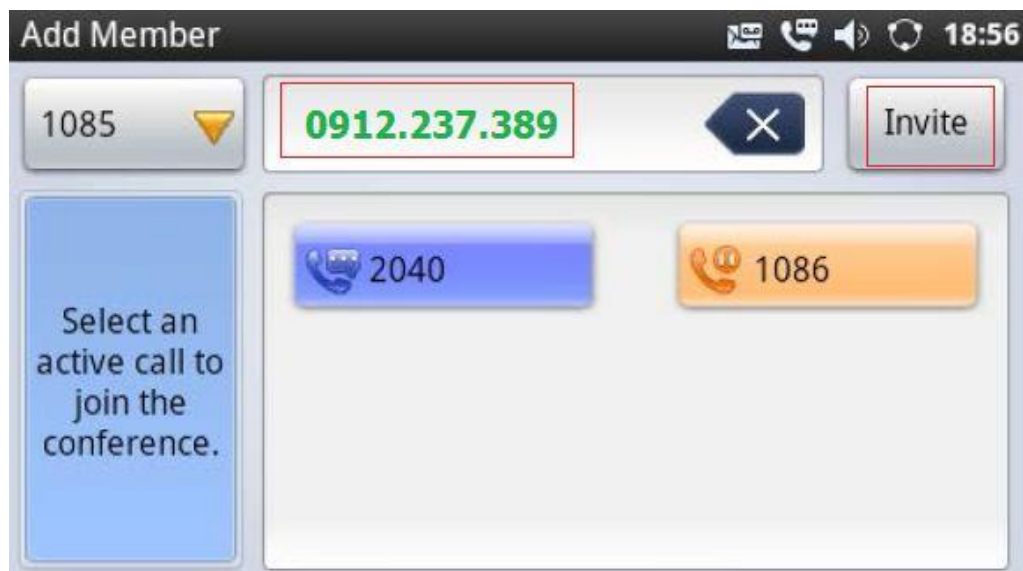 Add Member
18:56
1085
0912.237.389
Invite
2040
1086
Select an
active call to
join the
conference.